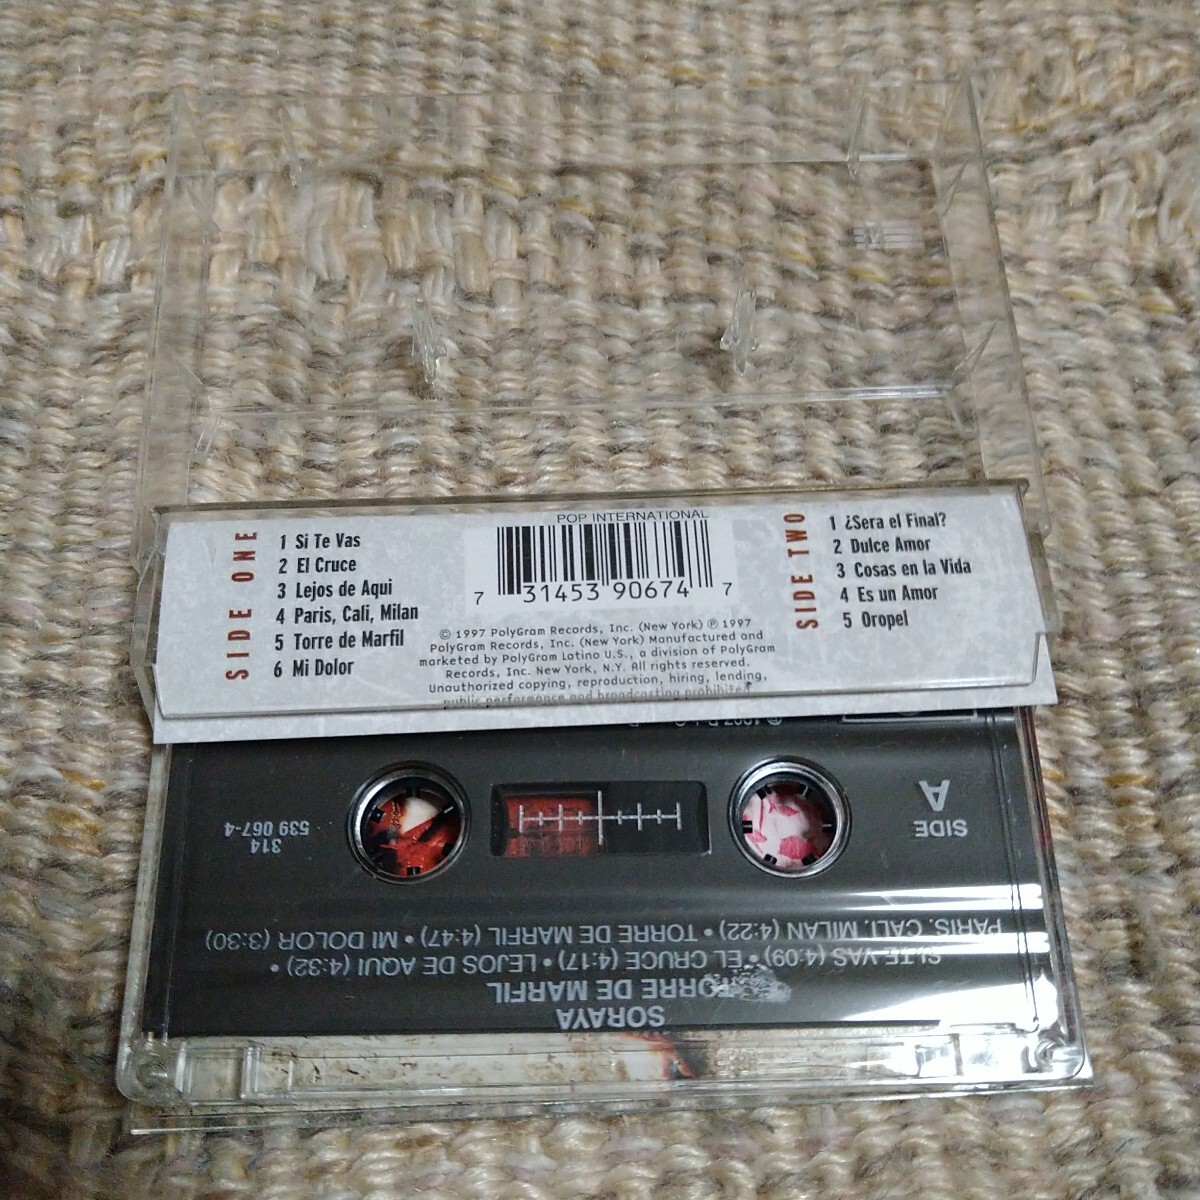 SIDE ONE
1 Si Te Vas
2 El Cruce
3 Lejos de Aqui
4 Paris, Cali, Milan
5 Torre de Marfil
6 Mi Dolor
POP INTERNATIONAL
7 31453 90674 7
© 1997 PolyGram Records, Inc. (New York) ℗ 1997
PolyGram Records, Inc. (New York) Manufactured and
marketed by PolyGram Latino U.S., a division of PolyGram
Records, Inc. New York, N.Y. All rights reserved.
Unauthorized copying, reproduction, hiring, lending,
public performance and broadcasting prohibited
SIDE TWO
1 ¿Sera el Final?
2 Dulce Amor
3 Cosas en la Vida
4 Es un Amor
5 Oropel
SORAYA
TORRE DE MARFIL
SI TE VAS (4:09) • EL CRUCE (4:17) • LEJOS DE AQUI (4:32) •
PARIS, CALI, MILAN (4:22) • TORRE DE MARFIL (4:47) • MI DOLOR (3:30)
SIDE
A
314
539 067-4